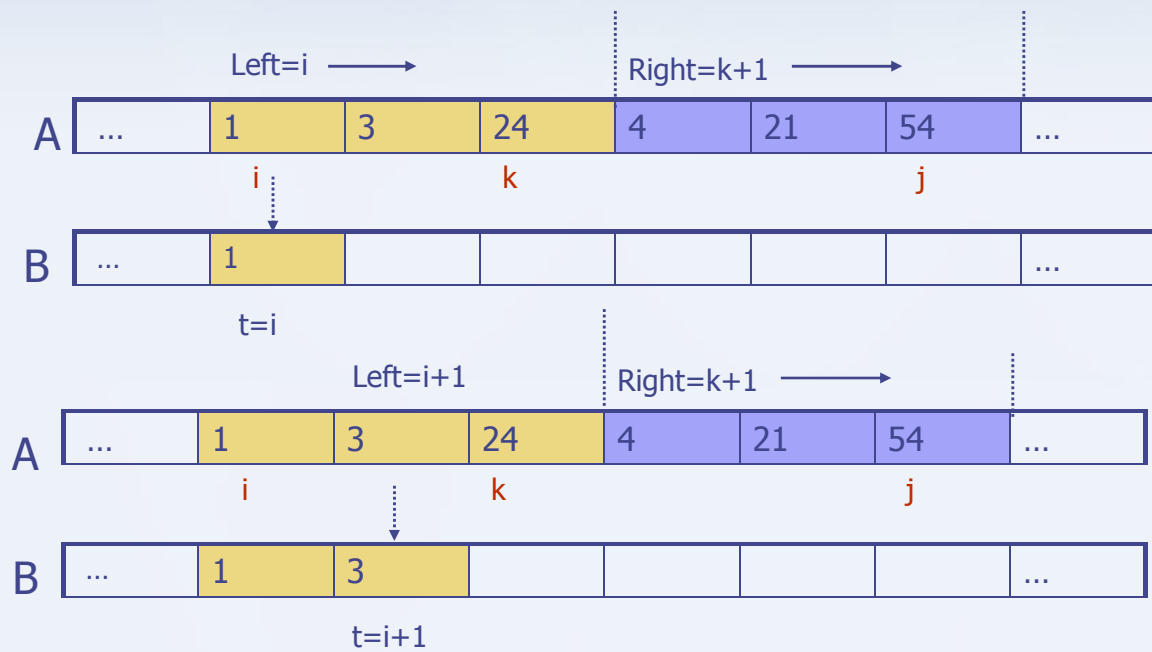 Left=i Right=k+1
A ... 1 3 24 4 21 54 ...
i k j
B ... 1 ...
t=i
Left=i+1 Right=k+1
A ... 1 3 24 4 21 54 ...
i k j
B ... 1 3 ...
t=i+1